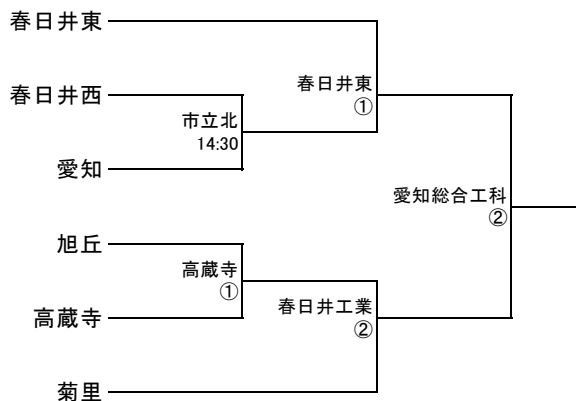 春日井東
春日井西
春日井東
①
市立北
14:30
愛知
愛知総合工科
②
旭丘
高蔵寺
①
高蔵寺
春日井工業
②
菊里